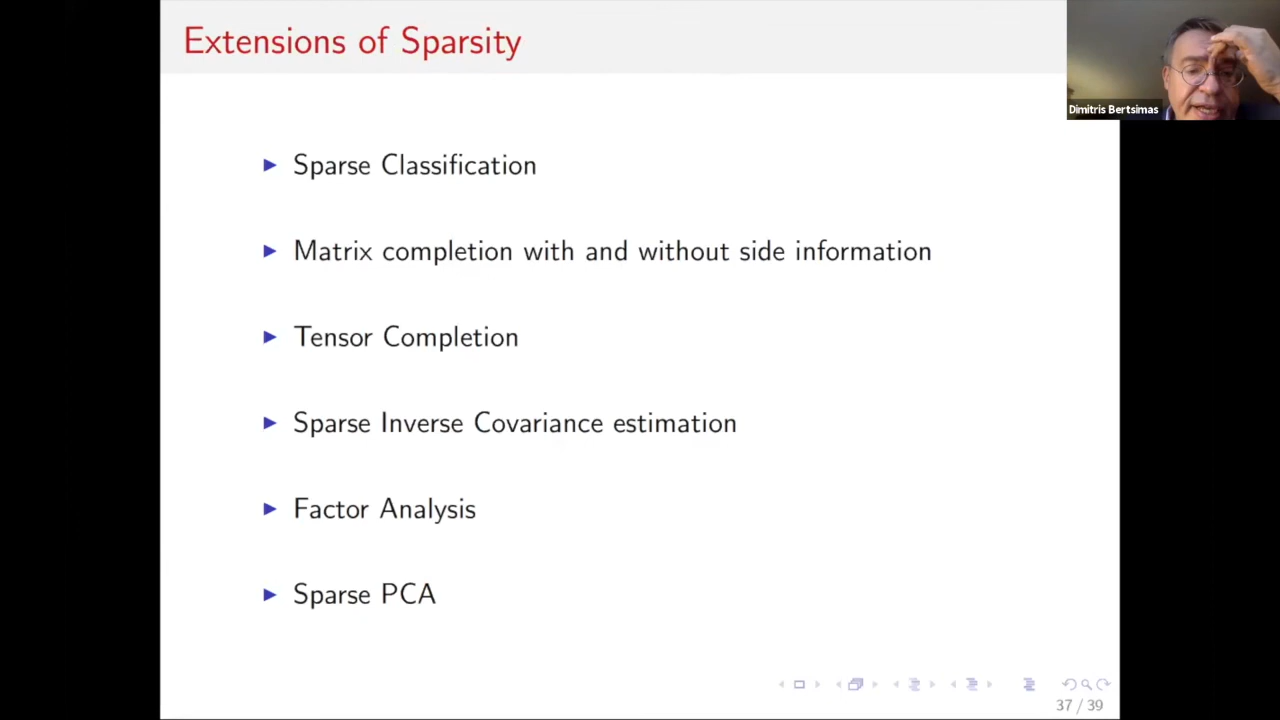 Extensions of Sparsity
Dimitris Bertsimas
Sparse Classification
Matrix completion with and without side information
Tensor Completion
Sparse Inverse Covariance estimation
Factor Analysis
Sparse PCA
37 / 39